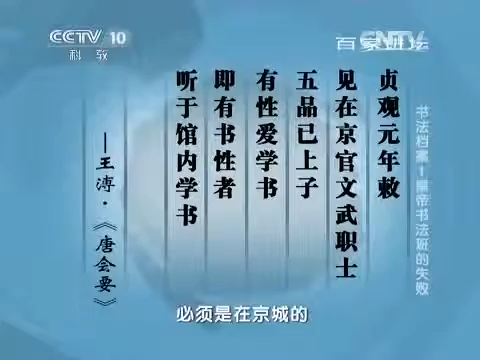 CCTV 10
科教
百家讲坛
CNTV
书法档案1皇帝书法班的失败
贞观元年敕
见在京官文武职士
五品已上子
有性爱学书
即有书性者
听于馆内学书
—王溥·《唐会要》
必须是在京城的